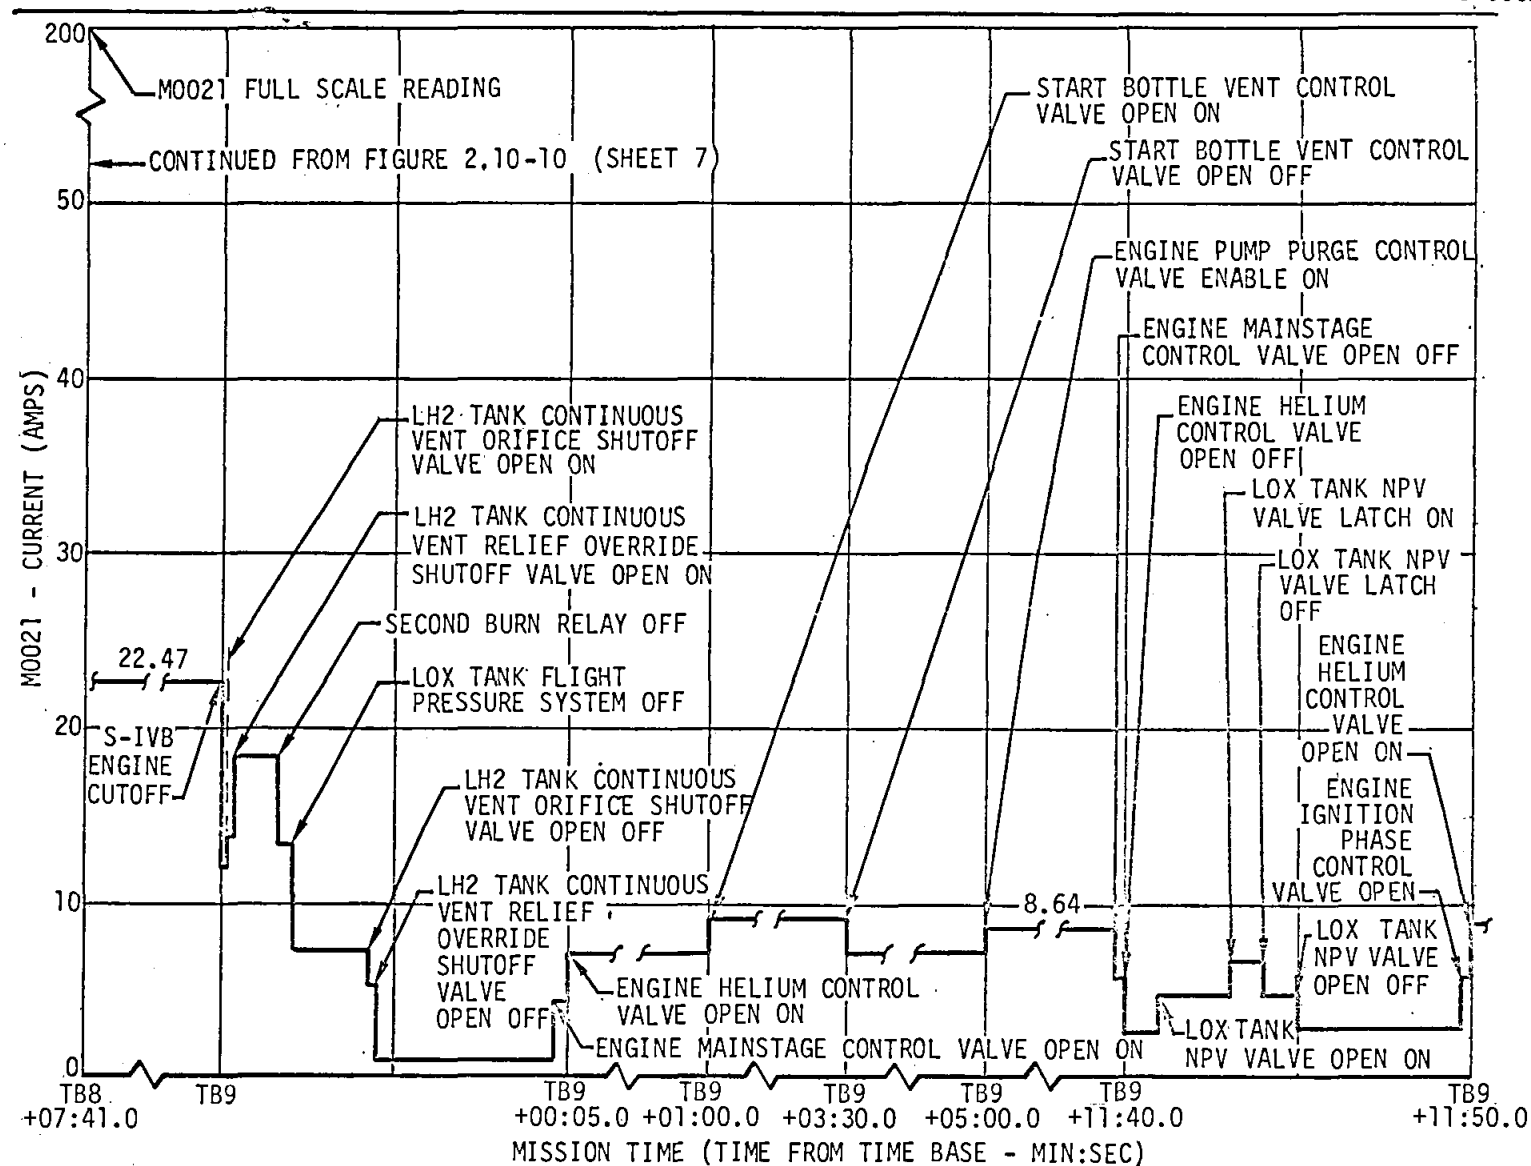 200
M0021 FULL SCALE READING
CONTINUED FROM FIGURE 2.10-10 (SHEET 7)
START BOTTLE VENT CONTROL
VALVE OPEN ON
START BOTTLE VENT CONTROL
VALVE OPEN OFF
50
ENGINE PUMP PURGE CONTROL
VALVE ENABLE ON
ENGINE MAINSTAGE
CONTROL VALVE OPEN OFF
40
LH2 TANK CONTINUOUS
VENT ORIFICE SHUTOFF
VALVE OPEN ON
ENGINE HELIUM
CONTROL VALVE
OPEN OFF
LOX TANK NPV
VALVE LATCH ON
LH2 TANK CONTINUOUS
VENT RELIEF OVERRIDE
SHUTOFF VALVE OPEN ON
30
LOX TANK NPV
VALVE LATCH
OFF
SECOND BURN RELAY OFF
ENGINE
HELIUM
CONTROL
VALVE
OPEN ON
22.47
LOX TANK FLIGHT
PRESSURE SYSTEM OFF
20
S-IVB
ENGINE
CUTOFF
LH2 TANK CONTINUOUS
VENT ORIFICE SHUTOFF
VALVE OPEN OFF
ENGINE
IGNITION
PHASE
CONTROL
VALVE OPEN
10
LH2 TANK CONTINUOUS
VENT RELIEF
OVERRIDE
SHUTOFF
VALVE
OPEN OFF
8.64
LOX TANK
NPV VALVE
OPEN OFF
ENGINE HELIUM CONTROL
VALVE OPEN ON
ENGINE MAINSTAGE CONTROL VALVE OPEN ON
LOX TANK
NPV VALVE OPEN ON
0
M0021 - CURRENT (AMPS)
TB8 TB9 TB9 TB9 TB9 TB9 TB9 TB9
+07:41.0 +00:05.0 +01:00.0 +03:30.0 +05:00.0 +11:40.0 +11:50.0
MISSION TIME (TIME FROM TIME BASE - MIN:SEC)